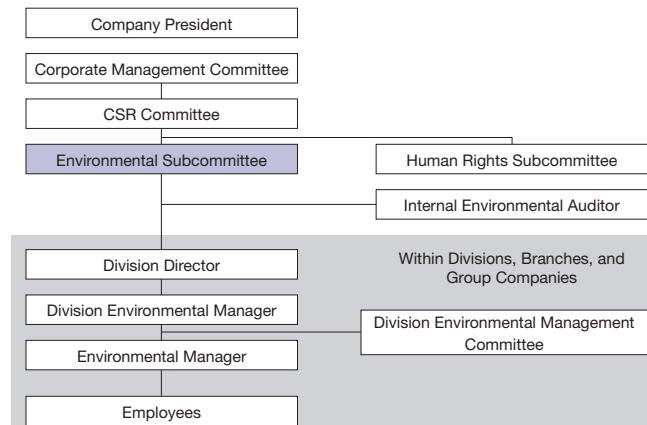 Company President
Corporate Management Committee
CSR Committee
Environmental Subcommittee
Human Rights Subcommittee
Internal Environmental Auditor
Division Director
Within Divisions, Branches, and
Group Companies
Division Environmental Manager
Division Environmental Management
Committee
Environmental Manager
Employees